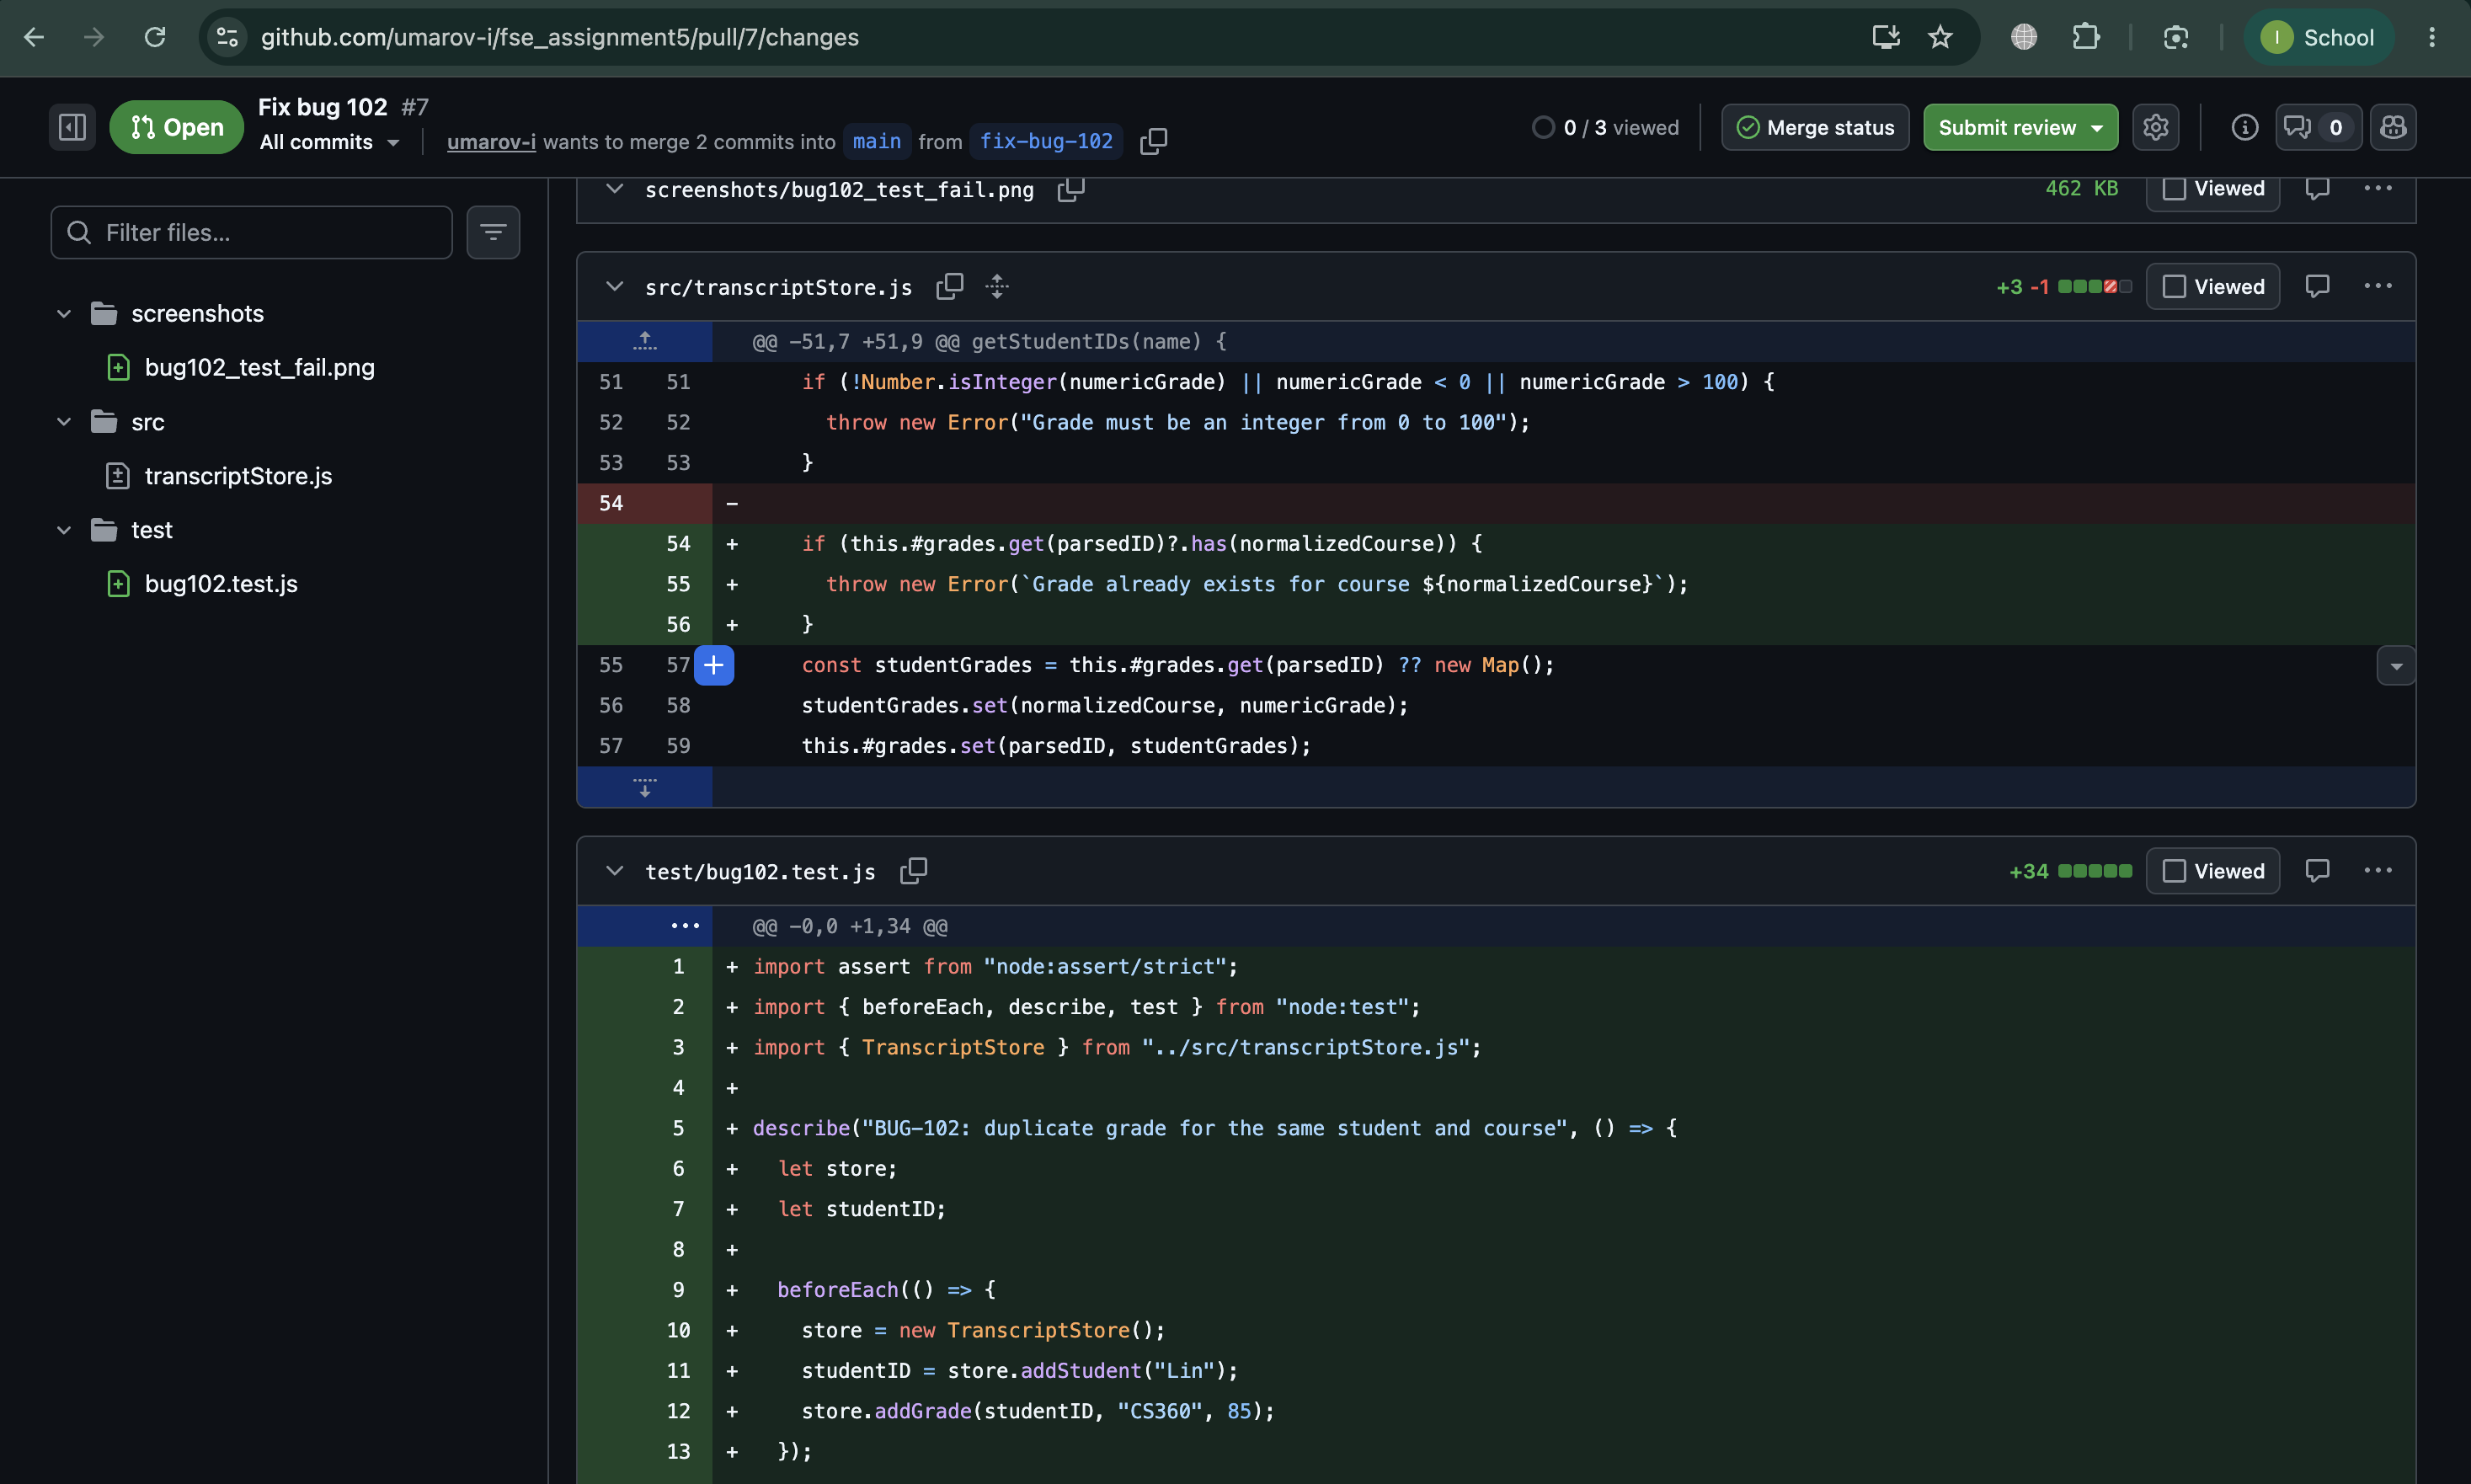 github.com/umarov-i/fse_assignment5/pull/7/changes
I School
Open
Fix bug 102 #7
All commits
umarov-i wants to merge 2 commits into main from fix-bug-102
0 / 3 viewed
Merge status
Submit review
0
Filter files...
screenshots
bug102_test_fail.png
src
transcriptStore.js
test
bug102.test.js
screenshots/bug102_test_fail.png
462 KB
Viewed
src/transcriptStore.js
+3 -1
Viewed
@@ -51,7 +51,9 @@ getStudentIDs(name) {
51 51 if (!Number.isInteger(numericGrade) || numericGrade < 0 || numericGrade > 100) {
52 52 throw new Error("Grade must be an integer from 0 to 100");
53 53 }
54 -
54 + if (this.#grades.get(parsedID)?.has(normalizedCourse)) {
55 + throw new Error(`Grade already exists for course ${normalizedCourse}`);
56 + }
55 57 const studentGrades = this.#grades.get(parsedID) ?? new Map();
56 58 studentGrades.set(normalizedCourse, numericGrade);
57 59 this.#grades.set(parsedID, studentGrades);
test/bug102.test.js
+34
Viewed
@@ -0,0 +1,34 @@
1 + import assert from "node:assert/strict";
2 + import { beforeEach, describe, test } from "node:test";
3 + import { TranscriptStore } from "../src/transcriptStore.js";
4 +
5 + describe("BUG-102: duplicate grade for the same student and course", () => {
6 + let store;
7 + let studentID;
8 +
9 + beforeEach(() => {
10 + store = new TranscriptStore();
11 + studentID = store.addStudent("Lin");
12 + store.addGrade(studentID, "CS360", 85);
13 + });